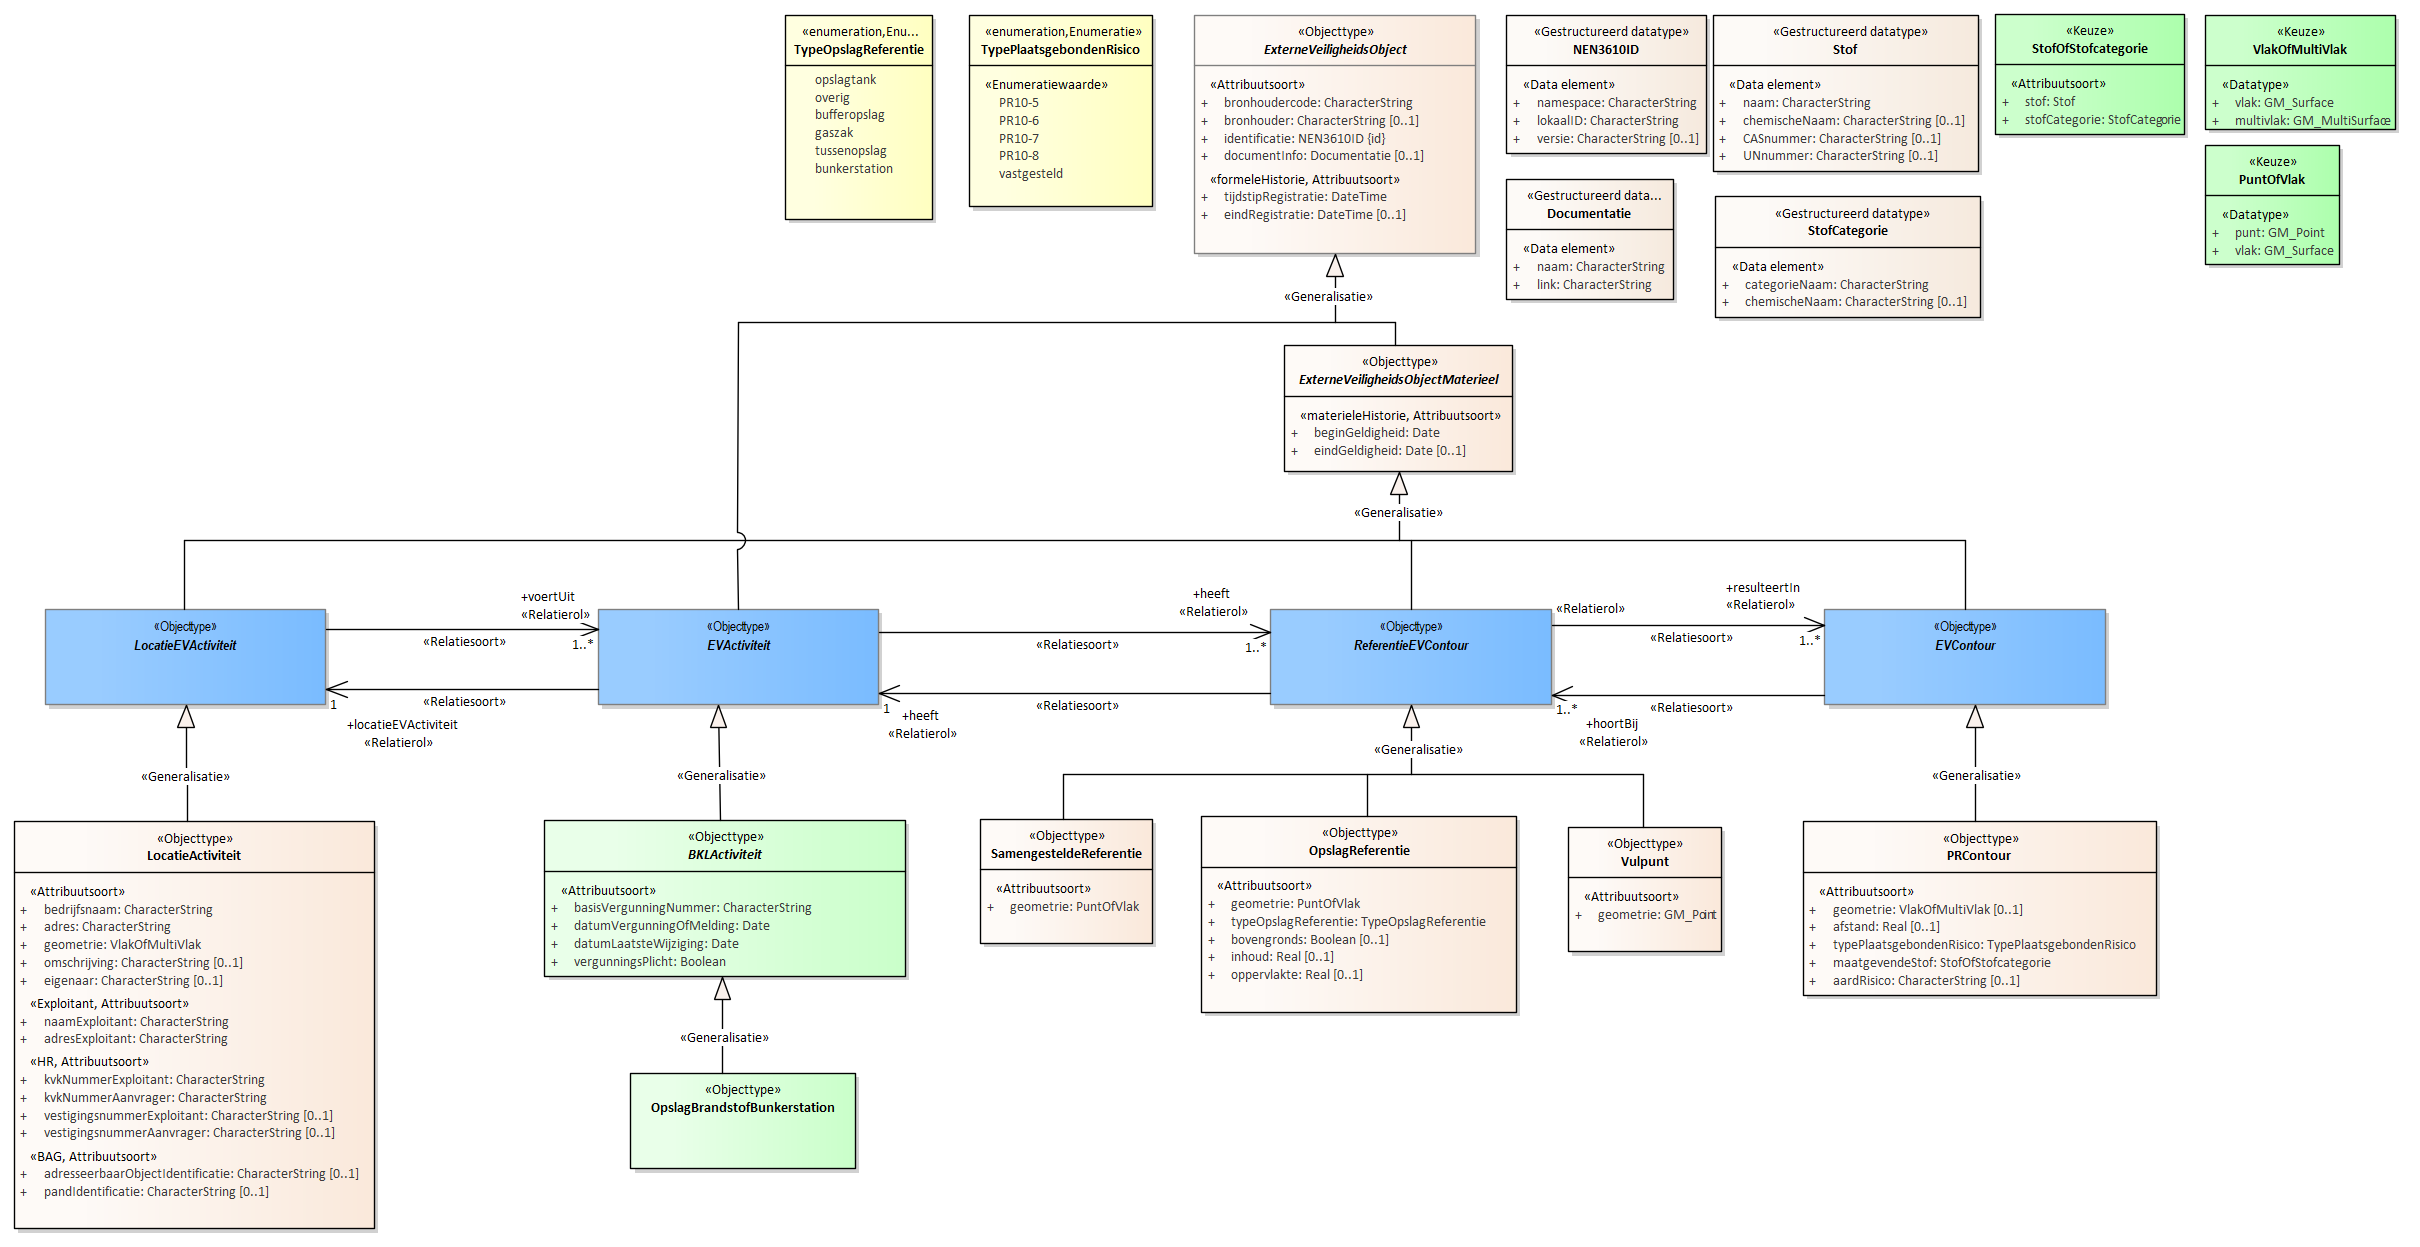 «enumeration,Enu...
TypeOpslagReferentie
opslagtank
overig
bufferopslag
gaszak
tussenopslag
bunkerstation
«enumeration,Enumeratie»
TypePlaatsgebondenRisico
«Enumeratiewaarde»
PR10-5
PR10-6
PR10-7
PR10-8
vastgesteld
«Objecttype»
ExterneVeiligheidsObject
«Attribuutsoort»
+ bronhoudercode: CharacterString
+ bronhouder: CharacterString [0..1]
+ identificatie: NEN3610ID {id}
+ documentInfo: Documentatie [0..1]
«formeleHistorie, Attribuutsoort»
+ tijdstipRegistratie: DateTime
+ eindRegistratie: DateTime [0..1]
«Gestructureerd datatype»
NEN3610ID
«Data element»
+ namespace: CharacterString
+ lokaalID: CharacterString
+ versie: CharacterString [0..1]
«Gestructureerd data...
Documentatie
«Data element»
+ naam: CharacterString
+ link: CharacterString
«Gestructureerd datatype»
Stof
«Data element»
+ naam: CharacterString
+ chemischeNaam: CharacterString [0..1]
+ CASnummer: CharacterString [0..1]
+ UNnummer: CharacterString [0..1]
«Gestructureerd datatype»
StofCategorie
«Data element»
+ categorieNaam: CharacterString
+ chemischeNaam: CharacterString [0..1]
«Keuze»
StofOfStofcategorie
«Attribuutsoort»
+ stof: Stof
+ stofCategorie: StofCategorie
«Keuze»
VlakOfMultiVlak
«Datatype»
+ vlak: GM_Surface
+ multivlak: GM_MultiSurface
«Keuze»
PuntOfVlak
«Datatype»
+ punt: GM_Point
+ vlak: GM_Surface
«Generalisatie»
«Objecttype»
ExterneVeiligheidsObjectMaterieel
«materieleHistorie, Attribuutsoort»
+ beginGeldigheid: Date
+ eindGeldigheid: Date [0..1]
«Generalisatie»
«Objecttype»
LocatieEVActiviteit
+voertUit
«Relatierol»
«Relatiesoort»
1..*
«Relatiesoort»
1
+locatieEVActiviteit
«Relatierol»
«Objecttype»
EVActiviteit
+heeft
«Relatierol»
«Relatiesoort»
1..*
«Relatiesoort»
1
+heeft
«Relatierol»
«Objecttype»
ReferentieEVContour
«Relatierol»
+resulteertIn
«Relatierol»
«Relatiesoort»
1..*
«Relatiesoort»
1..*
+hoortBij
«Relatierol»
«Objecttype»
EVContour
«Generalisatie»
«Generalisatie»
«Generalisatie»
«Generalisatie»
«Objecttype»
LocatieActiviteit
«Attribuutsoort»
+ bedrijfsnaam: CharacterString
+ adres: CharacterString
+ geometrie: VlakOfMultiVlak
+ omschrijving: CharacterString [0..1]
+ eigenaar: CharacterString [0..1]
«Exploitant, Attribuutsoort»
+ naamExploitant: CharacterString
+ adresExploitant: CharacterString
«HR, Attribuutsoort»
+ kvkNummerExploitant: CharacterString
+ kvkNummerAanvrager: CharacterString
+ vestigingsnummerExploitant: CharacterString [0..1]
+ vestigingsnummerAanvrager: CharacterString [0..1]
«BAG, Attribuutsoort»
+ adresseerbaarObjectIdentificatie: CharacterString [0..1]
+ pandIdentificatie: CharacterString [0..1]
«Objecttype»
BKLActiviteit
«Attribuutsoort»
+ basisVergunningNummer: CharacterString
+ datumVergunningOfMelding: Date
+ datumLaatsteWijziging: Date
+ vergunningsPlicht: Boolean
«Generalisatie»
«Objecttype»
OpslagBrandstofBunkerstation
«Objecttype»
SamengesteldeReferentie
«Attribuutsoort»
+ geometrie: PuntOfVlak
«Objecttype»
OpslagReferentie
«Attribuutsoort»
+ geometrie: PuntOfVlak
+ typeOpslagReferentie: TypeOpslagReferentie
+ bovengronds: Boolean [0..1]
+ inhoud: Real [0..1]
+ oppervlakte: Real [0..1]
«Objecttype»
Vulpunt
«Attribuutsoort»
+ geometrie: GM_Point
«Objecttype»
PRContour
«Attribuutsoort»
+ geometrie: VlakOfMultiVlak [0..1]
+ afstand: Real [0..1]
+ typePlaatsgebondenRisico: TypePlaatsgebondenRisico
+ maatgevendeStof: StofOfStofcategorie
+ aardRisico: CharacterString [0..1]